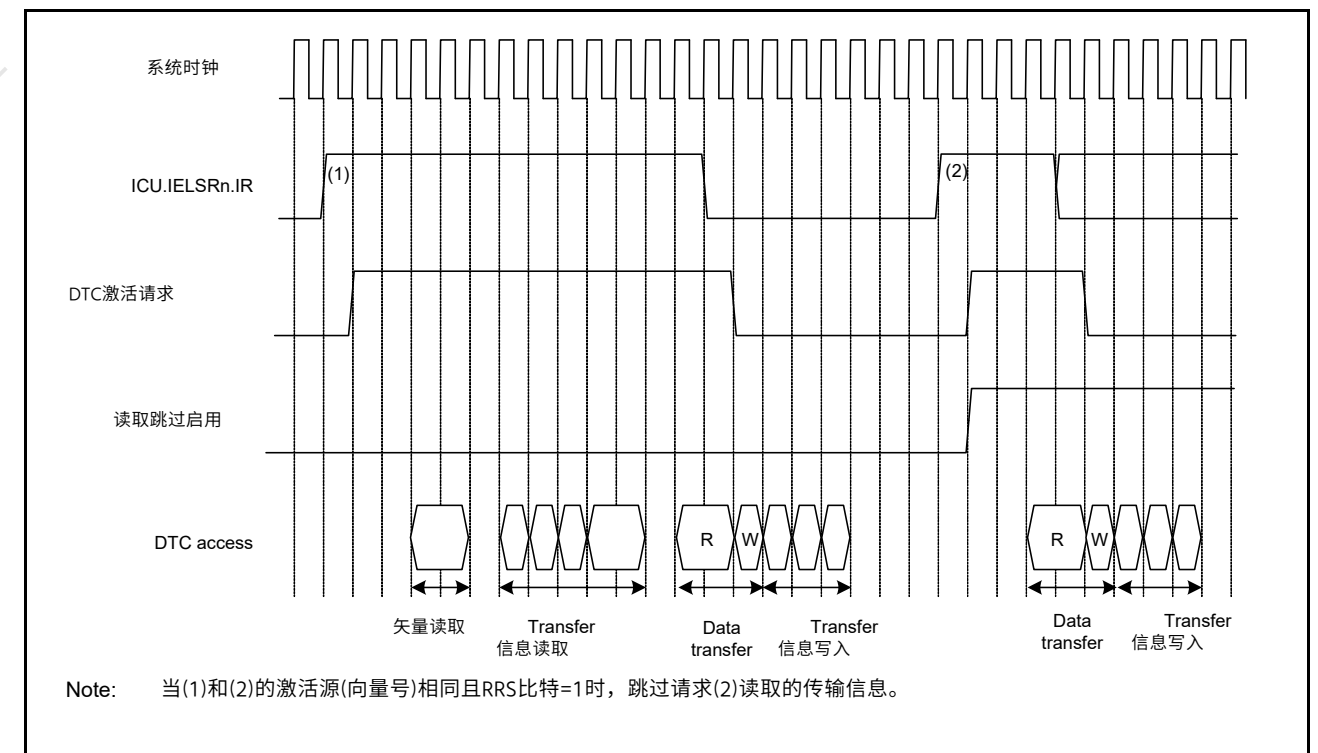 系统时钟
ICU.IELSRn.IR
(1)
(2)
DTC激活请求
读取跳过启用
DTC access
R
W
R
W
矢量读取
Transfer
信息读取
Data
transfer
Transfer
信息写入
Data
transfer
Transfer
信息写入
Note: 当(1)和(2)的激活源(向量号)相同且RRS比特=1时，跳过请求(2)读取的传输信息。